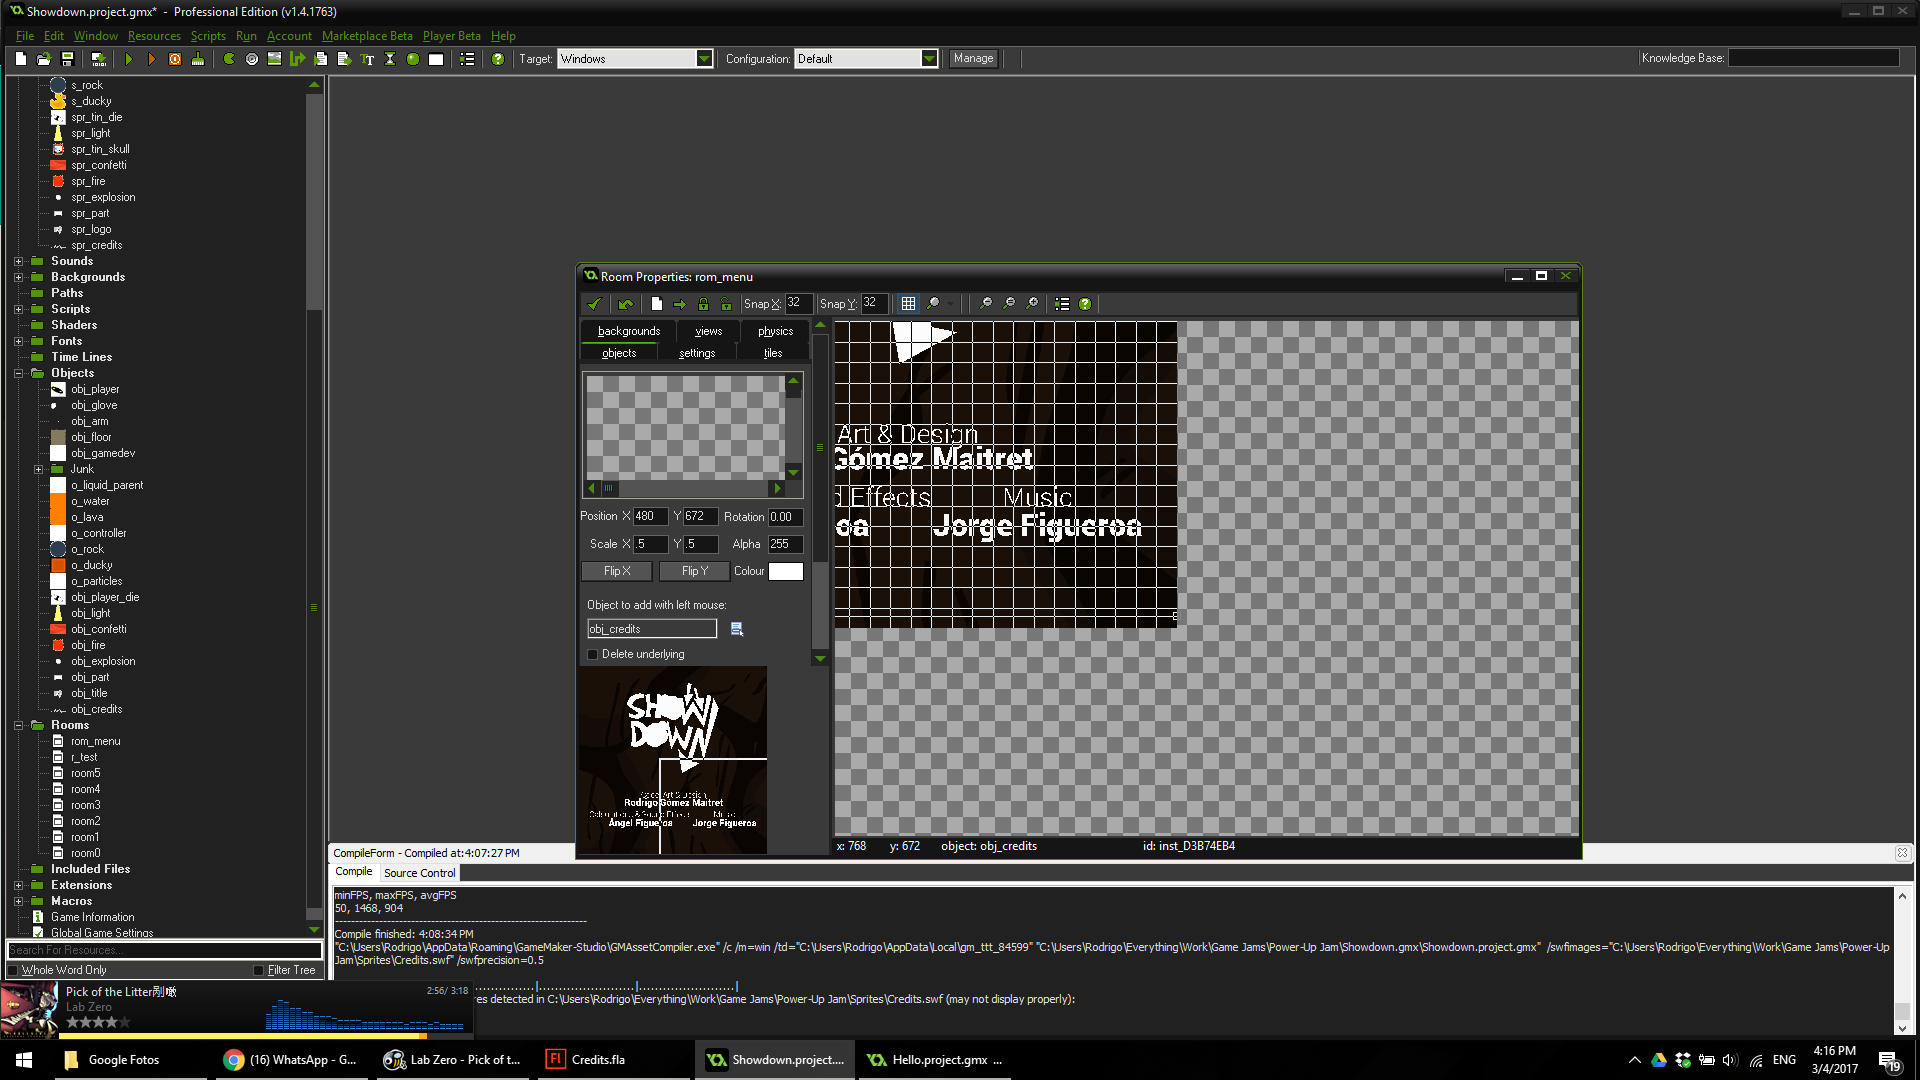 Showdown.project.gmx* - Professional Edition (v1.4.1763)
File Edit Window Resources Scripts Run Account Marketplace Beta Player Beta Help
Target: Windows Configuration: Default Manage Knowledge Base:
s_rock
s_ducky
spr_tin_die
spr_light
spr_tin_skull
spr_confetti
spr_fire
spr_explosion
spr_part
spr_logo
spr_credits
Sounds
Backgrounds
Paths
Scripts
Shaders
Fonts
Time Lines
Objects
obj_player
obj_glove
obj_arm
obj_floor
obj_gamedev
Junk
o_liquid_parent
o_water
o_lava
o_controller
o_rock
o_ducky
o_particles
obj_player_die
obj_light
obj_confetti
obj_fire
obj_explosion
obj_part
obj_title
obj_credits
Rooms
rom_menu
r_test
room5
room4
room3
room2
room1
room0
Included Files
Extensions
Macros
Game Information
Global Game Settings
Search For Resources...
Whole Word Only Filter Tree
Room Properties: rom_menu
Snap X: 32 Snap Y: 32
backgrounds views physics
objects settings tiles
Position X 480 Y 672 Rotation 0.00
Scale X .5 Y .5 Alpha 255
Flip X Flip Y Colour
Object to add with left mouse:
obj_credits
Delete underlying
SHOW
DOWN
Rodrigo Gómez Maitret
Angel Figueroa Jorge Figueroa
Art & Design
Gómez Maitret
d Effects Music
oa Jorge Figueroa
x: 768 y: 672 object: obj_credits id: inst_D3B74EB4
CompileForm - Compiled at:4:07:27 PM
Compile Source Control
minFPS, maxFPS, avgFPS
50, 1468, 904
Compile finished: 4:08:34 PM
"C:\Users\Rodrigo\AppData\Roaming\GameMaker-Studio\GMAssetCompiler.exe" /c /m=win /td="C:\Users\Rodrigo\AppData\Local\gm_ttt_84599" "C:\Users\Rodrigo\Everything\Work\Game Jams\Power-Up Jam\Showdown.gmx\Showdown.project.gmx" /swfimages="C:\Users\Rodrigo\Everything\Work\Game Jams\Power-Up
Jam\Sprites\Credits.swf" /swfprecision=0.5
res detected in C:\Users\Rodrigo\Everything\Work\Game Jams\Power-Up Jam\Sprites\Credits.swf (may not display properly):
Pick of the Litter 2:56/ 3:18
Lab Zero
Google Fotos
(16) WhatsApp - G...
Lab Zero - Pick of t...
Credits.fla
Showdown.project....
Hello.project.gmx ...
ENG
4:16 PM
3/4/2017
19